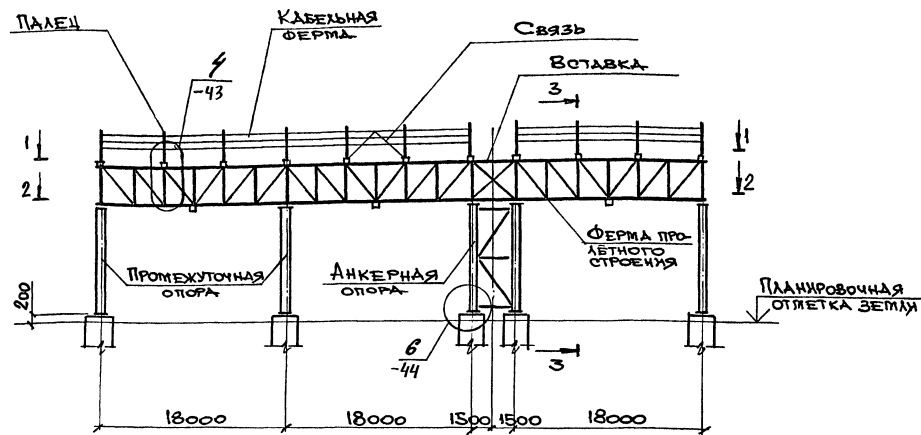 ПАЛЕЦ
КАБЕЛЬНАЯ
ФЕРМА
СВЯЗЬ
4
-43
ВСТАВКА
3
1
1
2
2
ФЕРМА ПРО-
ЛЁТНОГО
СТРОЕНИЯ
ПРОМЕЖУТОЧНАЯ
ОПОРА
АНКЕРНАЯ
ОПОРА
ПЛАНИРОВОЧНАЯ
ОТМЕТКА ЗЕМЛИ
200
6
-44
3
18000
18000
1500
1500
18000